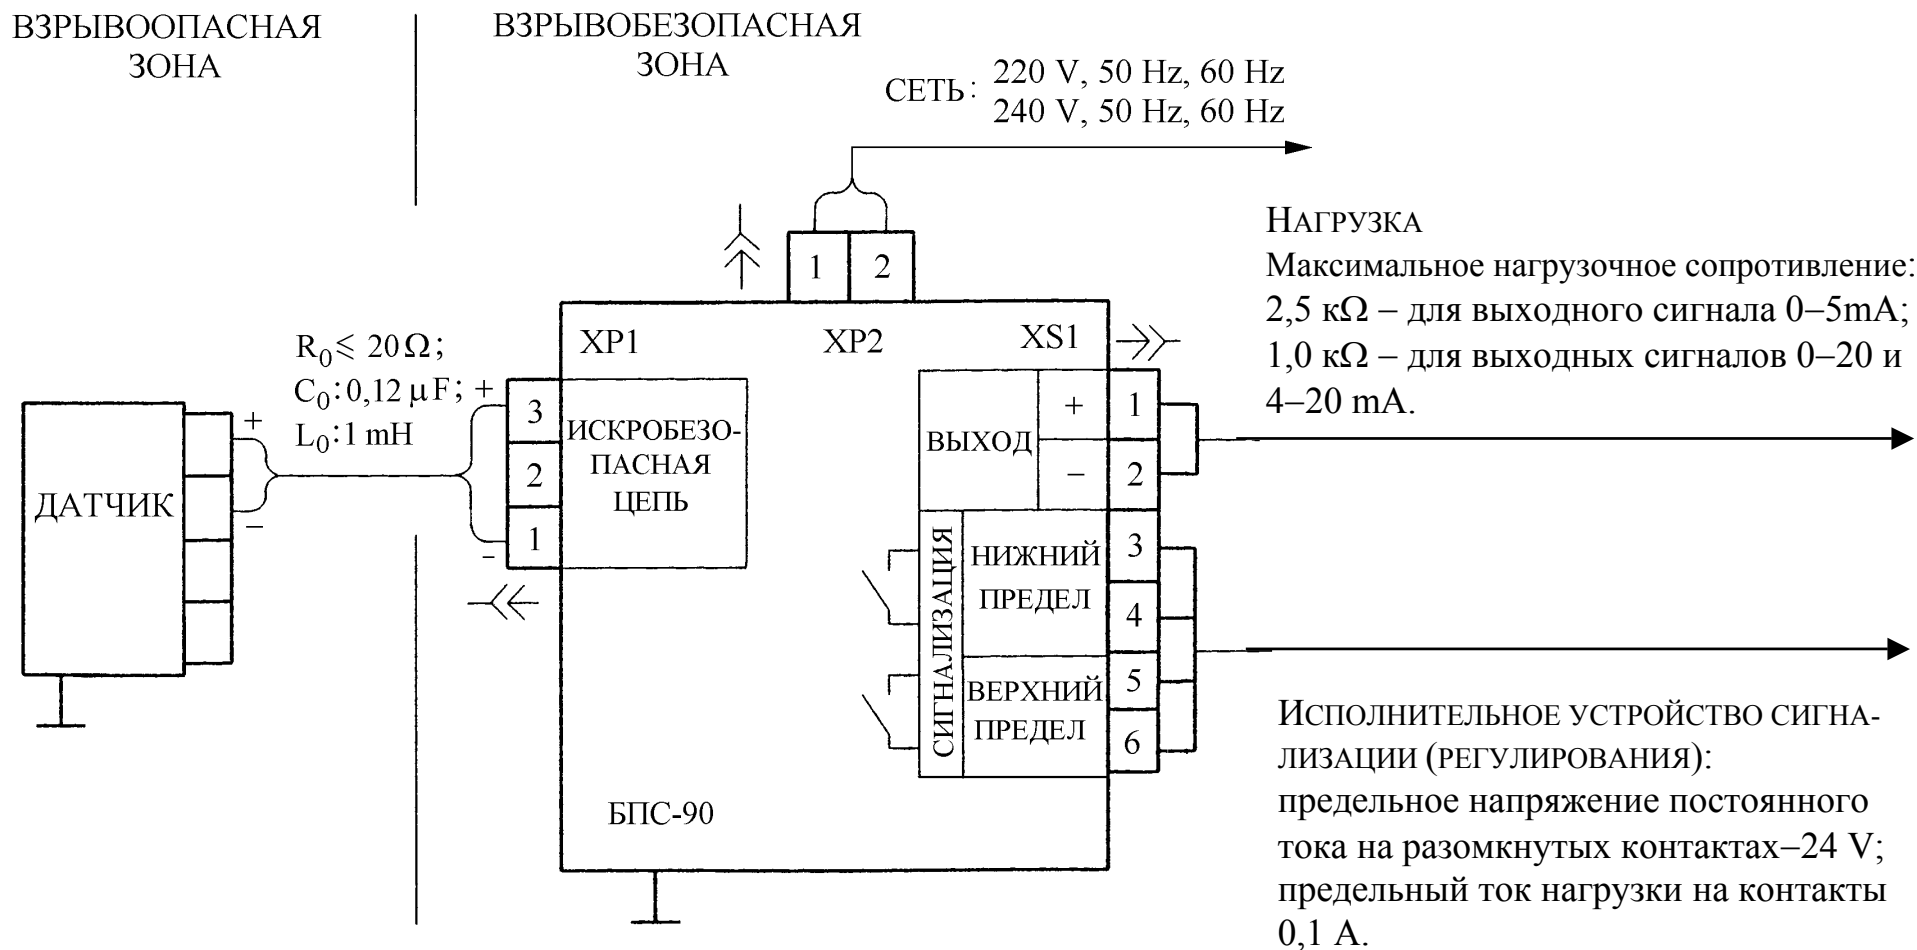 ВЗРЫВООПАСНАЯ
ЗОНА
ВЗРЫВОБЕЗОПАСНАЯ
ЗОНА
СЕТЬ:
220 V, 50 Hz, 60 Hz
240 V, 50 Hz, 60 Hz
1 2
НАГРУЗКА
Максимальное нагрузочное сопротивление:
2,5 кΩ – для выходного сигнала 0–5mA;
1,0 кΩ – для выходных сигналов 0–20 и
4–20 mA.
R₀⩽ 20 Ω;
C₀:0,12 μF;
L₀:1 mH
ДАТЧИК
+
–
+
–
XP1
XP2
XS1
3
2
1
ИСКРОБЕЗО-
ПАСНАЯ
ЦЕПЬ
ВЫХОД
+
–
1
2
СИГНАЛИЗАЦИЯ
НИЖНИЙ
ПРЕДЕЛ
3
4
ВЕРХНИЙ
ПРЕДЕЛ
5
6
БПС-90
ИСПОЛНИТЕЛЬНОЕ УСТРОЙСТВО СИГНА-
ЛИЗАЦИИ (РЕГУЛИРОВАНИЯ):
предельное напряжение постоянного
тока на разомкнутых контактах–24 V;
предельный ток нагрузки на контакты
0,1 А.